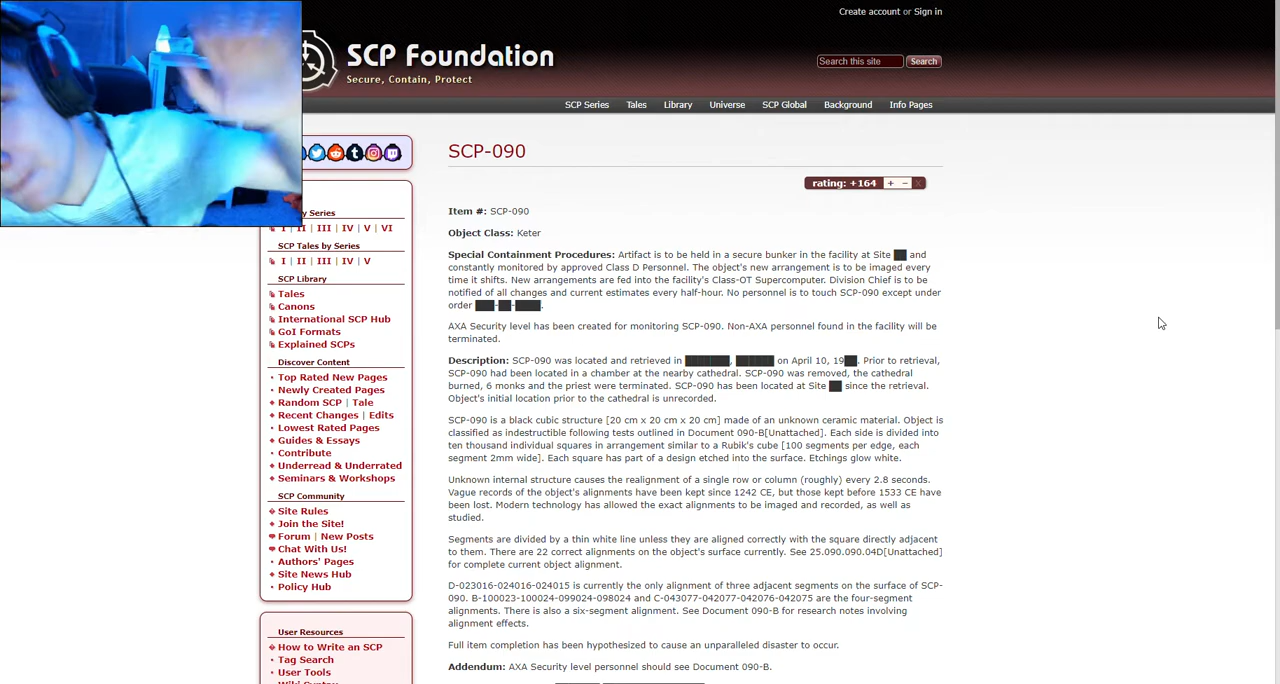 Create account or Sign in
SCP Foundation
Secure, Contain, Protect
Search this site Search
SCP Series Tales Library Universe SCP Global Background Info Pages
SCP-090
rating: +164 + − X
Item #: SCP-090
Object Class: Keter
Special Containment Procedures: Artifact is to be held in a secure bunker in the facility at Site ██ and
constantly monitored by approved Class D Personnel. The object's new arrangement is to be imaged every
time it shifts. New arrangements are fed into the facility's Class-OT Supercomputer. Division Chief is to be
notified of all changes and current estimates every half-hour. No personnel is to touch SCP-090 except under
order ███-██-████.
AXA Security level has been created for monitoring SCP-090. Non-AXA personnel found in the facility will be
terminated.
Description: SCP-090 was located and retrieved in ███████, ██████ on April 10, 19██. Prior to retrieval,
SCP-090 had been located in a chamber at the nearby cathedral. SCP-090 was removed, the cathedral
burned, 6 monks and the priest were terminated. SCP-090 has been located at Site ██ since the retrieval.
Object's initial location prior to the cathedral is unrecorded.
SCP-090 is a black cubic structure [20 cm x 20 cm x 20 cm] made of an unknown ceramic material. Object is
classified as indestructible following tests outlined in Document 090-B[Unattached]. Each side is divided into
ten thousand individual squares in arrangement similar to a Rubik's cube [100 segments per edge, each
segment 2mm wide]. Each square has part of a design etched into the surface. Etchings glow white.
Unknown internal structure causes the realignment of a single row or column (roughly) every 2.8 seconds.
Vague records of the object's alignments have been kept since 1242 CE, but those kept before 1533 CE have
been lost. Modern technology has allowed the exact alignments to be imaged and recorded, as well as
studied.
Segments are divided by a thin white line unless they are aligned correctly with the square directly adjacent
to them. There are 22 correct alignments on the object's surface currently. See 25.090.090.04D[Unattached]
for complete current object alignment.
D-023016-024016-024015 is currently the only alignment of three adjacent segments on the surface of SCP-
090. B-100023-100024-099024-098024 and C-043077-042077-042076-042075 are the four-segment
alignments. There is also a six-segment alignment. See Document 090-B for research notes involving
alignment effects.
Full item completion has been hypothesized to cause an unparalleled disaster to occur.
Addendum: AXA Security level personnel should see Document 090-B.
y Series
I II III IV V VI
SCP Tales by Series
I II III IV V
SCP Library
Tales
Canons
International SCP Hub
GoI Formats
Explained SCPs
Discover Content
Top Rated New Pages
Newly Created Pages
Random SCP | Tale
Recent Changes | Edits
Lowest Rated Pages
Guides & Essays
Contribute
Underread & Underrated
Seminars & Workshops
SCP Community
Site Rules
Join the Site!
Forum | New Posts
Chat With Us!
Authors' Pages
Site News Hub
Policy Hub
User Resources
How to Write an SCP
Tag Search
User Tools